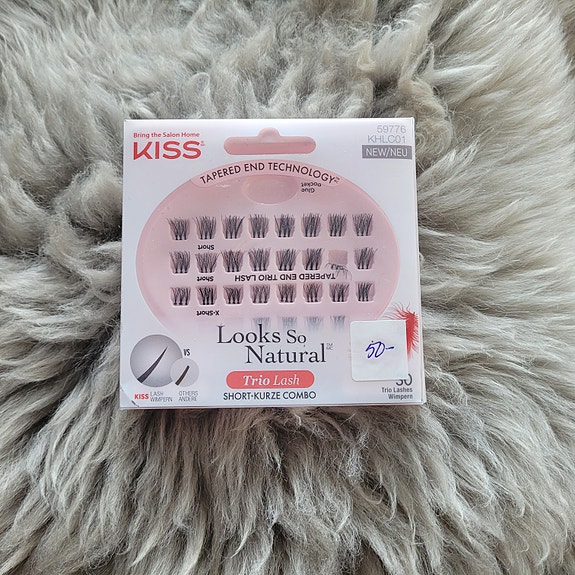 Bring the Salon Home
KISS®
59776
KHLC01
NEW/NEU
TAPERED END TECHNOLOGY™
Glue
Pocket
Short
TAPERED END TRIO LASH
X-Short
Looks So
Natural
Trio Lash
SHORT•KURZE COMBO
VS
KISS LASH
WIMPERN
OTHERS
ANDERE
50-
Trio Lashes
Wimpern